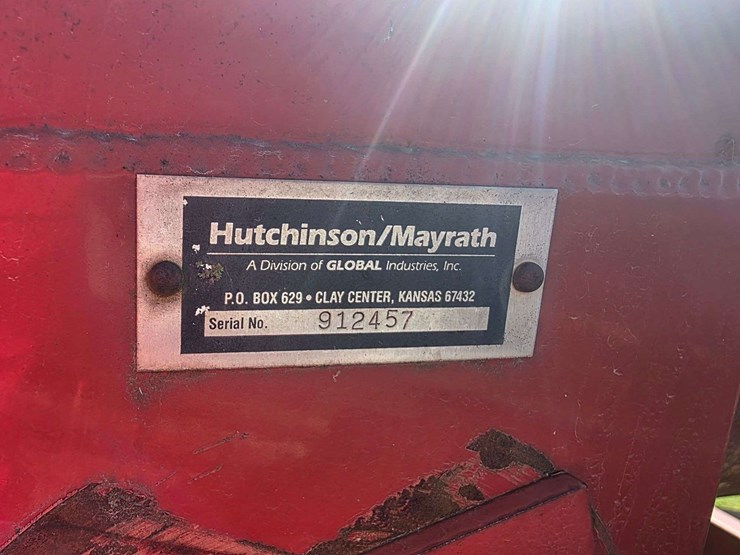 Hutchinson/Mayrath
A Division of GLOBAL Industries, Inc.
P.O. BOX 629 • CLAY CENTER, KANSAS 67432
Serial No. 912457